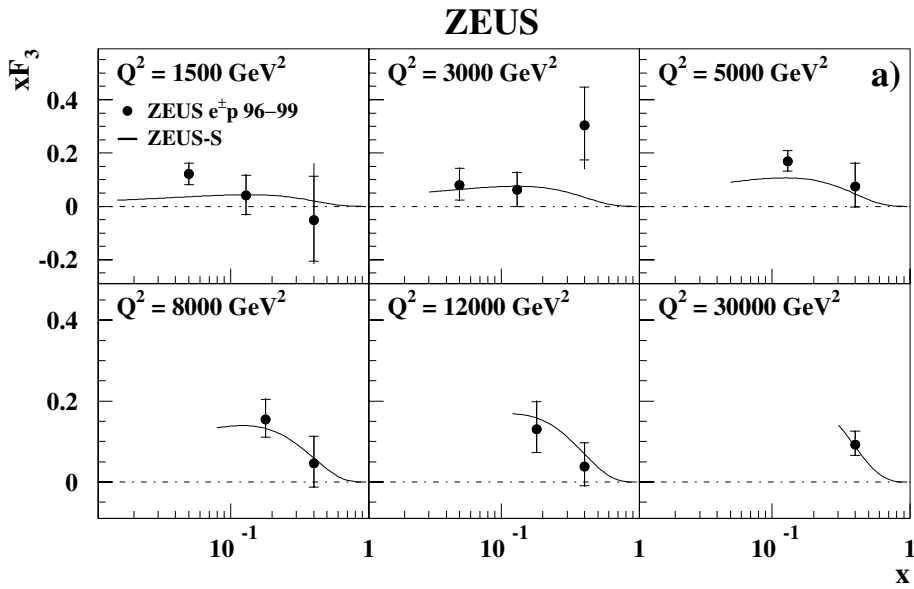 ZEUS
xF₃
Q² = 1500 GeV²
Q² = 3000 GeV²
Q² = 5000 GeV²
a)
ZEUS e±p 96−99
ZEUS-S
0.4
0.2
0
-0.2
Q² = 8000 GeV²
Q² = 12000 GeV²
Q² = 30000 GeV²
0.4
0.2
0
10⁻¹
1
10⁻¹
1
10⁻¹
1
x